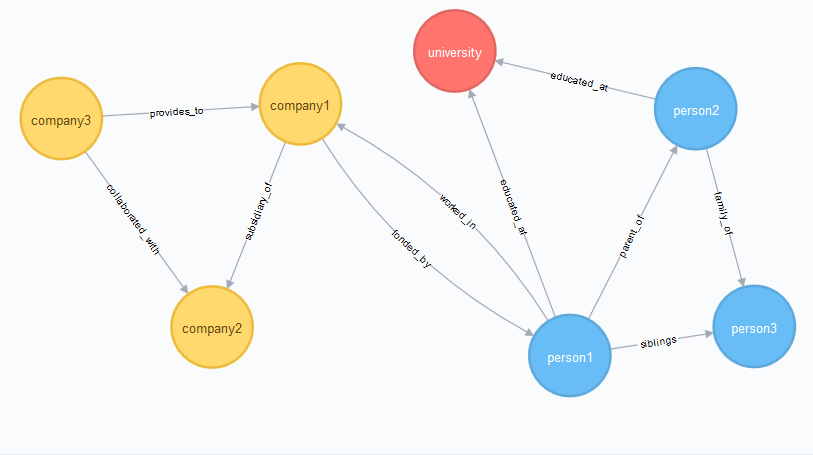 university
educated_at
company1
person2
company3
provides_to
collaborated_with
subsidiary_of
worked_in
educated_at
parent_of
family_of
fonded_by
company2
person3
siblings
person1